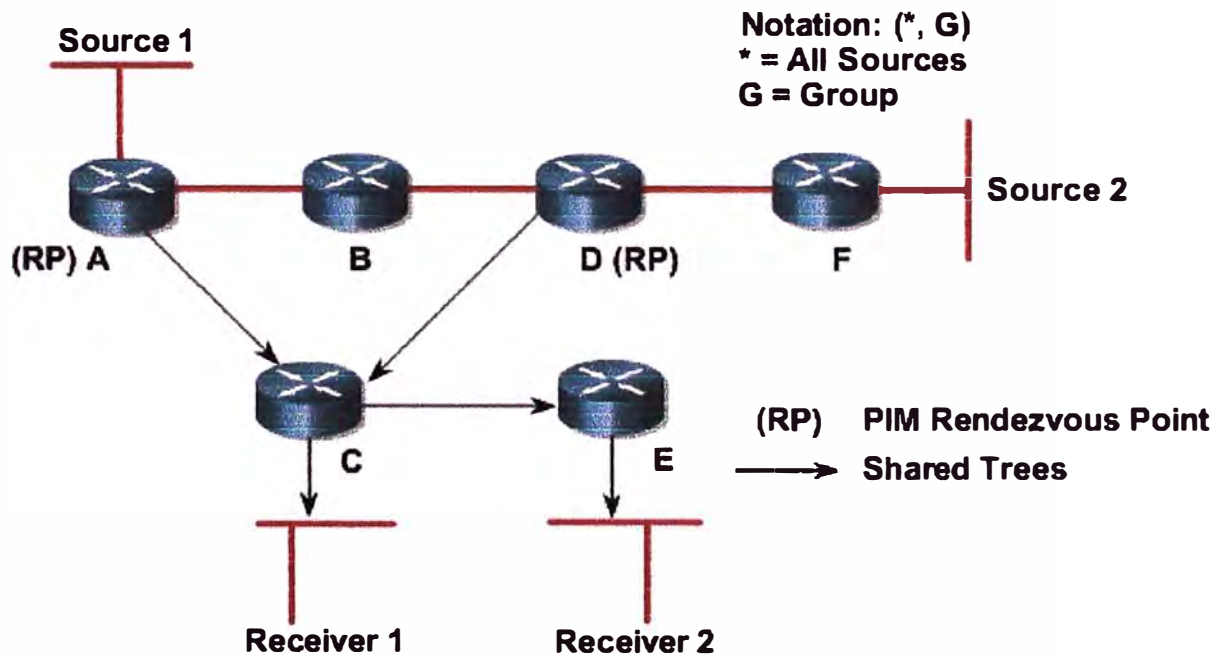 Source 1
Notation: (*, G)
* = All Sources
G = Group
Source 2
(RP) A
B
D (RP)
F
C
E
(RP) PIM Rendezvous Point
Shared Trees
Receiver 1
Receiver 2